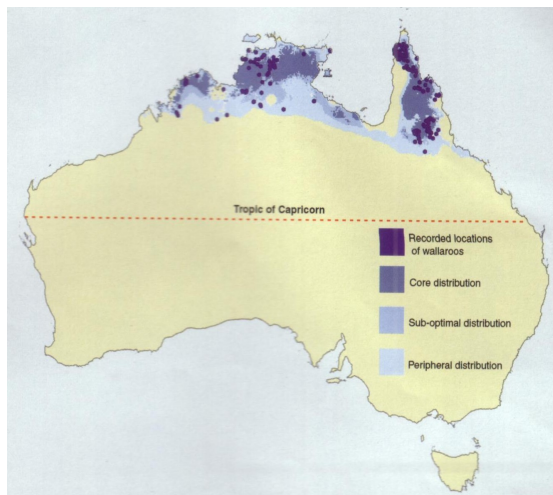 Tropic of Capricorn
Recorded locations
of wallaroos
Core distribution
Sub-optimal distribution
Peripheral distribution